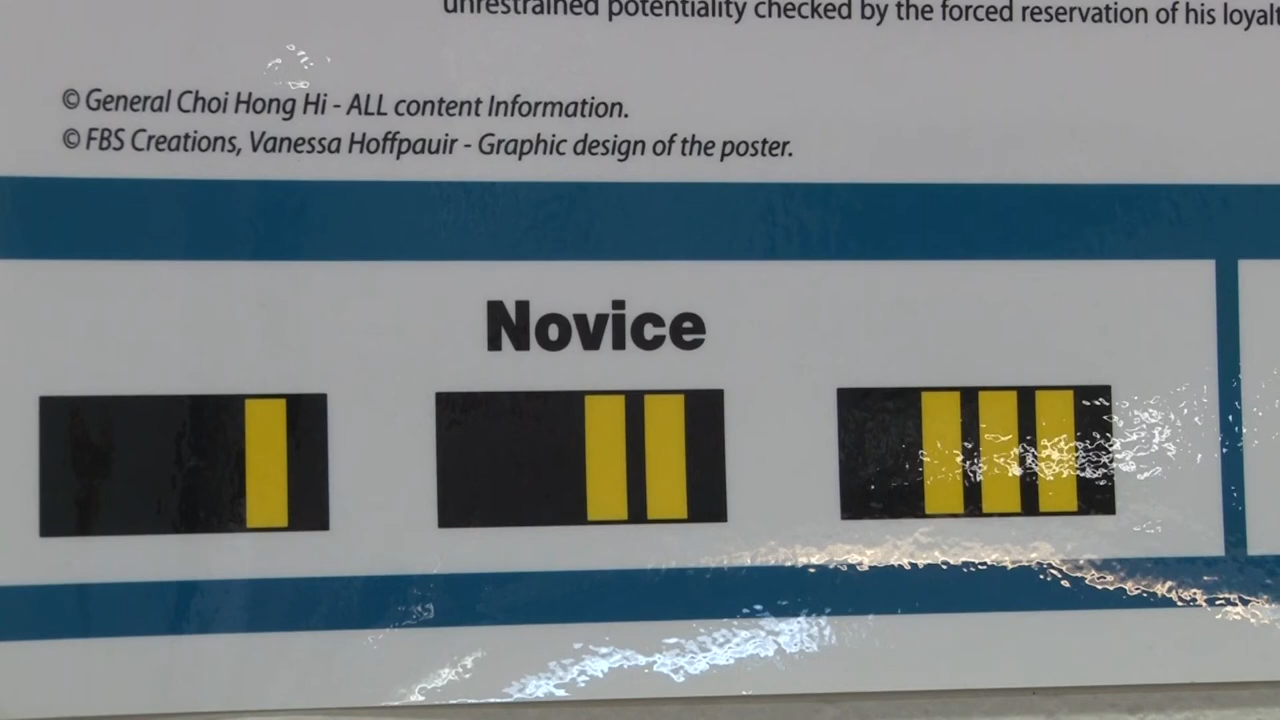 unrestrained potentiality checked by the forced reservation of his loyalt
© General Choi Hong Hi - ALL content Information.
© FBS Creations, Vanessa Hoffpauir - Graphic design of the poster.
Novice